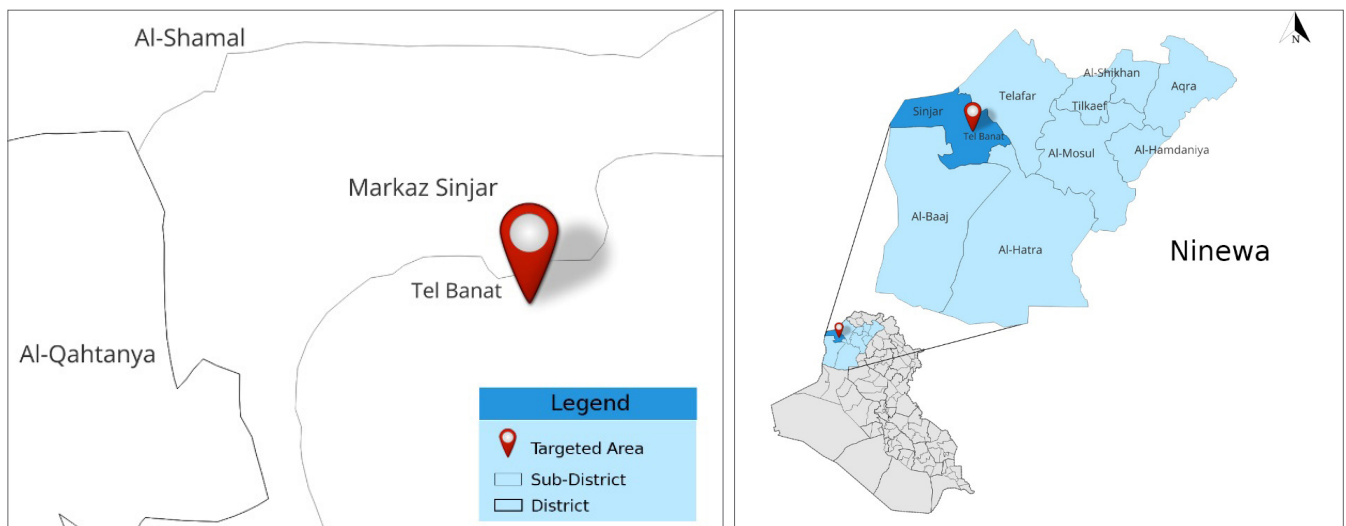 Al-Shamal
Markaz Sinjar
Tel Banat
Al-Qahtanya
Legend
Targeted Area
Sub-District
District
N
Al-Shikhan
Aqra
Telafar
Tilkaef
Sinjar
Tel Banat
Al-Mosul
Al-Hamdaniya
Al-Baaj
Al-Hatra
Ninewa